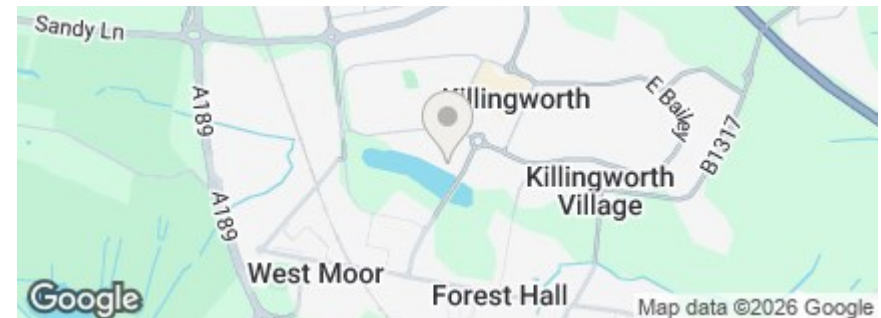 Sandy Ln
A189
Killingworth
E Bailey
B1317
Killingworth
Village
A189
West Moor
Forest Hall
Google
Map data ©2026 Google